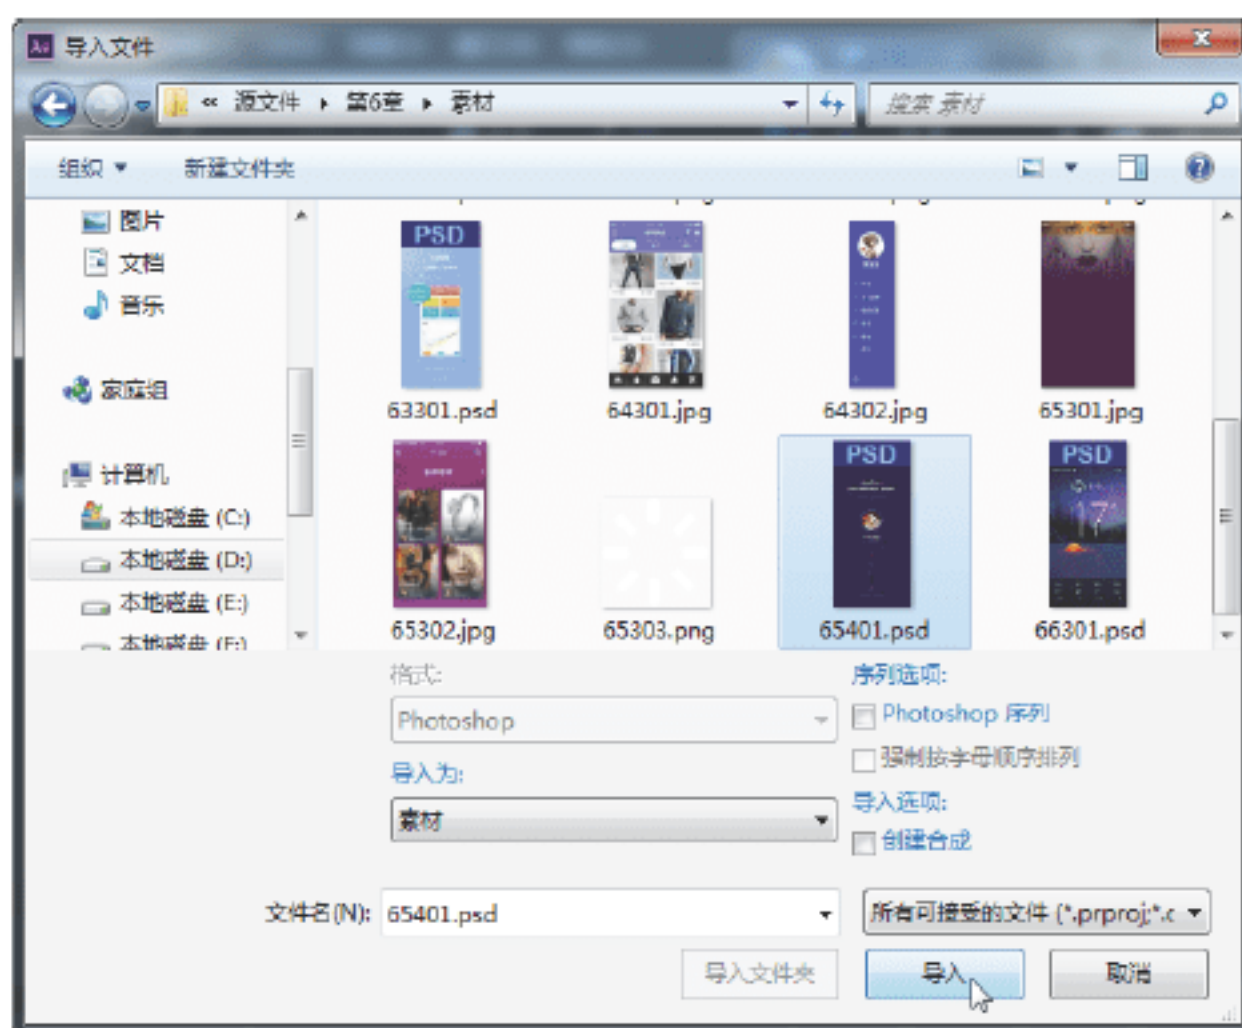 导入文件
« 源文件 ▸ 第6章 ▸ 素材
搜索 素材
组织 新建文件夹
图片
文档
音乐
家庭组
计算机
本地磁盘 (C:)
本地磁盘 (D:)
本地磁盘 (E:)
本地磁盘 (F:)
PSD
63301.psd 64301.jpg 64302.jpg 65301.jpg
PSD PSD
17
65302.jpg 65303.png 65401.psd 66301.psd
格式:
Photoshop
导入为:
素材
序列选项:
Photoshop 序列
强制按字母顺序排列
导入选项:
创建合成
文件名(N): 65401.psd 所有可接受的文件 (*.prproj;*.c
导入文件夹 导入 取消